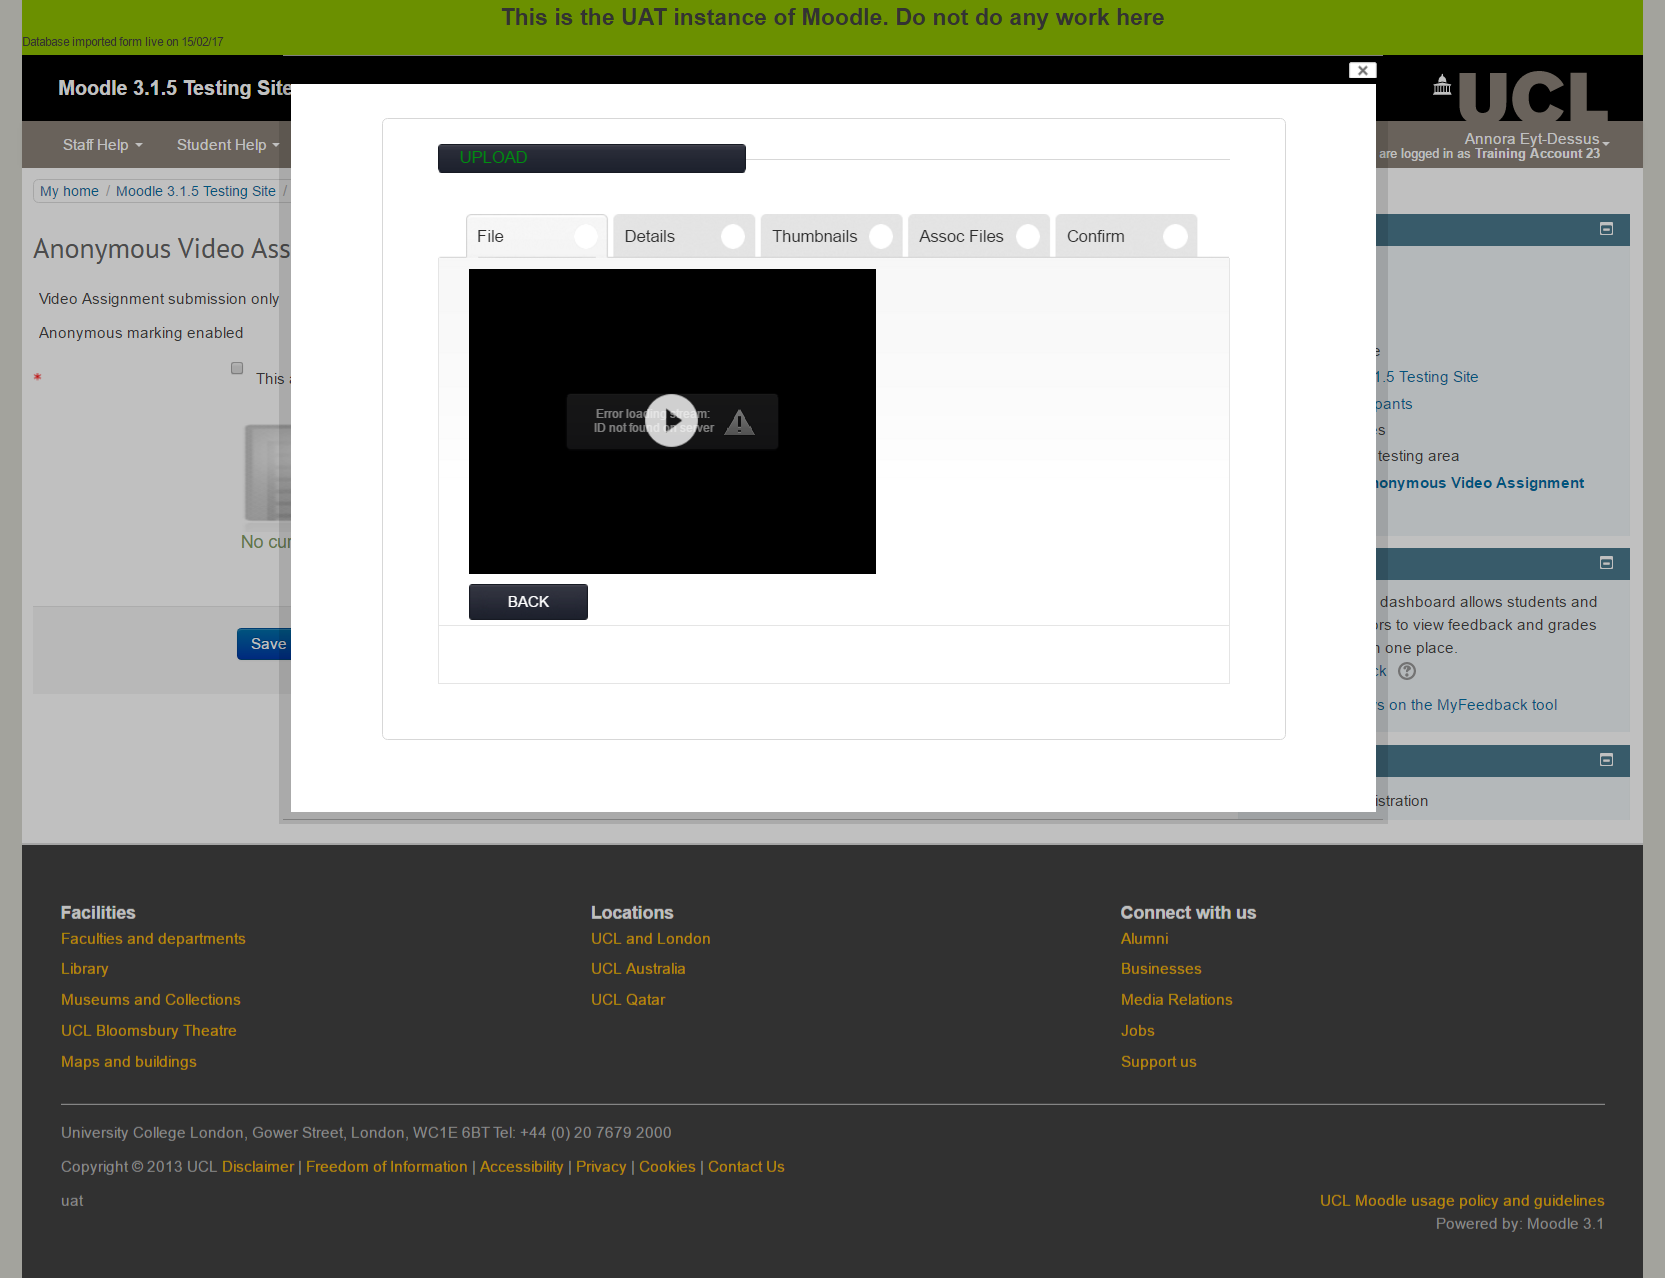 This is the UAT instance of Moodle. Do not do any work here
Database imported form live on 15/02/17
Moodle 3.1.5 Testing Site
UCL
Staff Help
Student Help
Annora Eyt-Dessus
are logged in as Training Account 23
My home / Moodle 3.1.5 Testing Site /
Anonymous Video Ass
Video Assignment submission only
Anonymous marking enabled
*
This
No cur
Save
UPLOAD
File
Details
Thumbnails
Assoc Files
Confirm
Error loading stream:
ID not found on server
BACK
1.5 Testing Site
pants
testing area
nonymous Video Assignment
dashboard allows students and
rs to view feedback and grades
one place.
ck
s on the MyFeedback tool
istration
Facilities
Faculties and departments
Library
Museums and Collections
UCL Bloomsbury Theatre
Maps and buildings
Locations
UCL and London
UCL Australia
UCL Qatar
Connect with us
Alumni
Businesses
Media Relations
Jobs
Support us
University College London, Gower Street, London, WC1E 6BT Tel: +44 (0) 20 7679 2000
Copyright © 2013 UCL Disclaimer | Freedom of Information | Accessibility | Privacy | Cookies | Contact Us
uat
UCL Moodle usage policy and guidelines
Powered by: Moodle 3.1